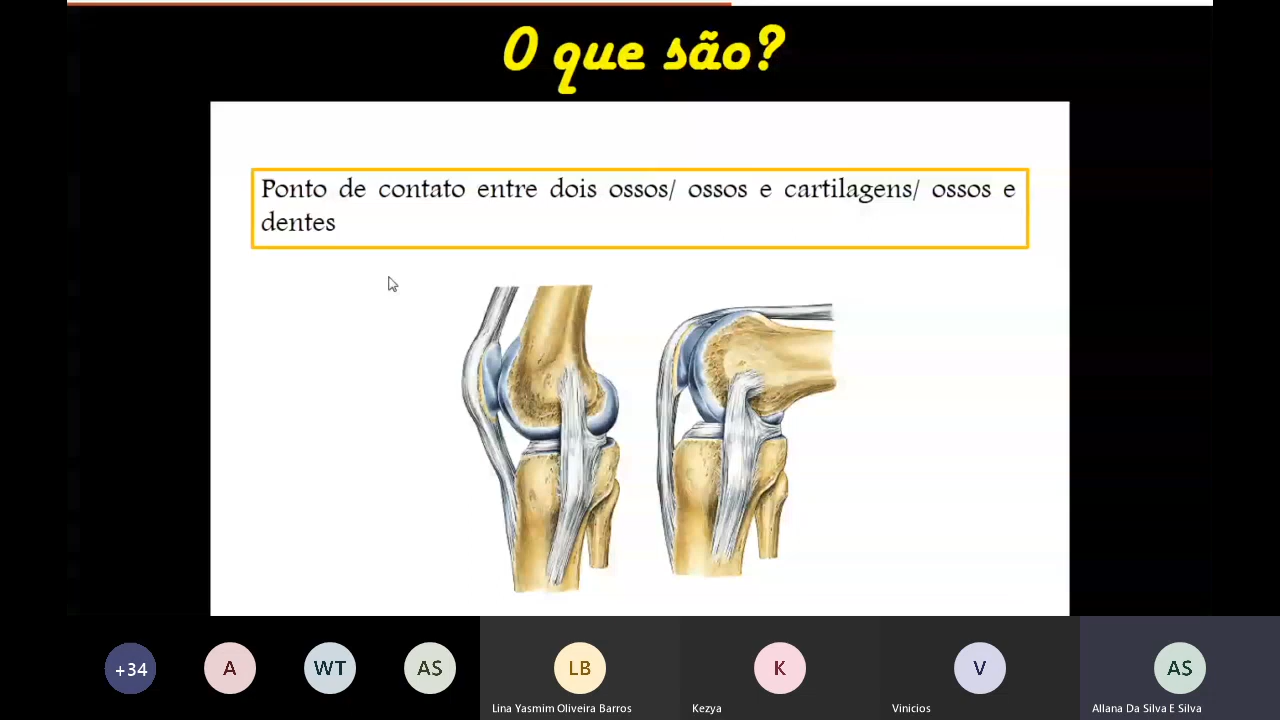 O que são?
Ponto de contato entre dois ossos/ ossos e cartilagens/ ossos e
dentes
+34
A
WT
AS
LB
K
V
AS
Lina Yasmim Oliveira Barros
Kezya
Vinicios
Allana Da Silva E Silva